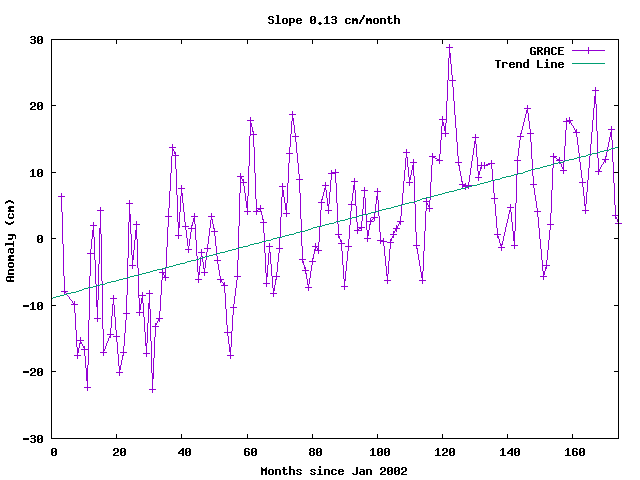 Slope 0.13 cm/month
GRACE
Trend Line
30
20
10
0
-10
-20
-30
Anomaly (cm)
0 20 40 60 80 100 120 140 160
Months since Jan 2002